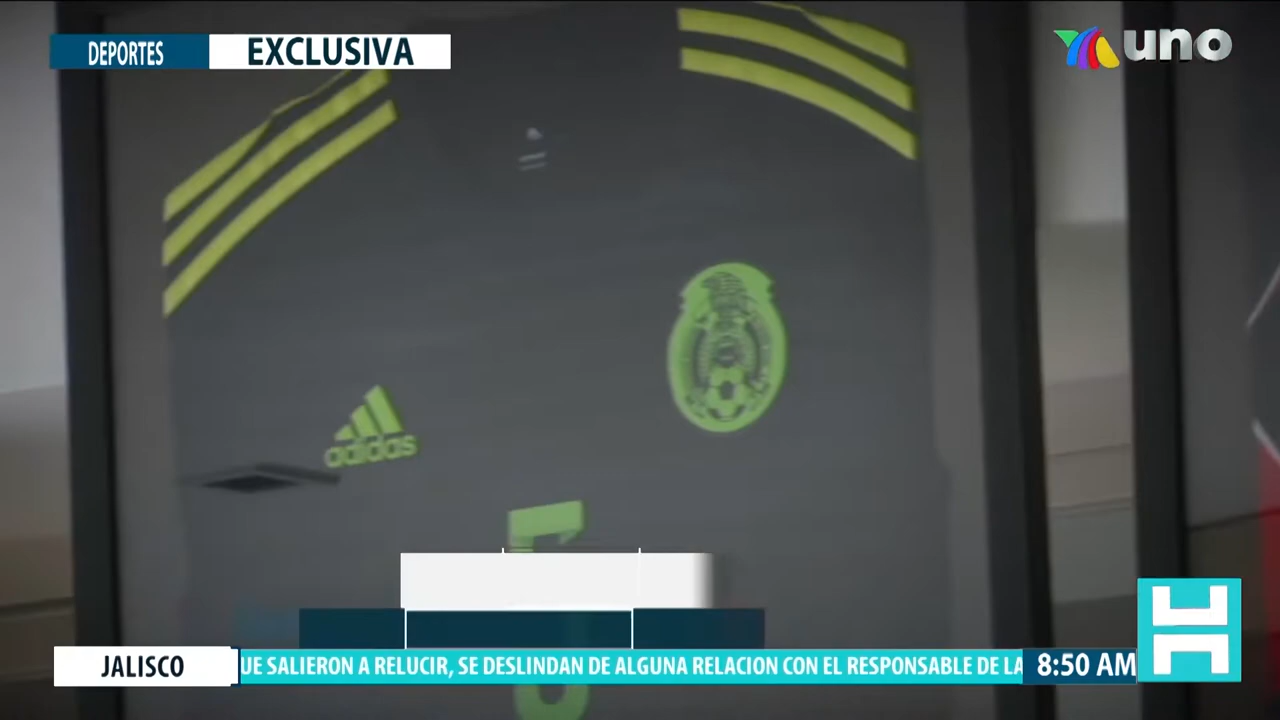 DEPORTES
EXCLUSIVA
uno
adidas
JALISCO
UE SALIERON A RELUCIR, SE DESLINDAN DE ALGUNA RELACION CON EL RESPONSABLE DE LA
8:50 AM
H